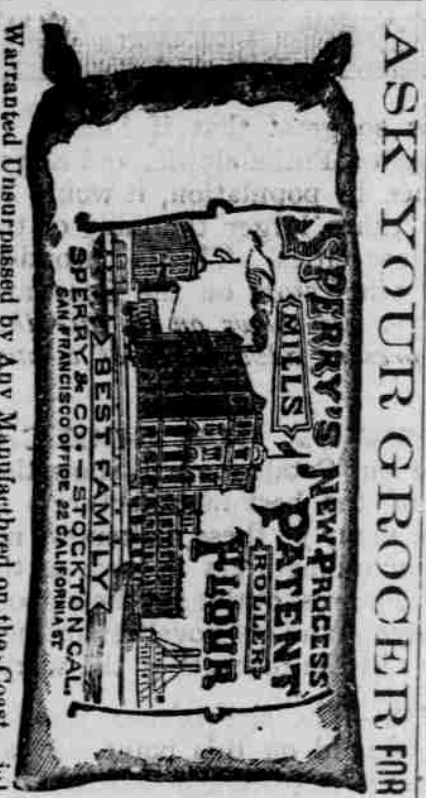 ASK YOUR GROCER FOR
SPERRY'S NEW PROCESS
MILLS
PATENT
ROLLER
FLOUR
BEST FAMILY
SPERRY & CO. – STOCKTON CAL.
SAN FRANCISCO OFFICE 22 CALIFORNIA ST
Warranted Unsurpassed by Any Manufactured on the Coast